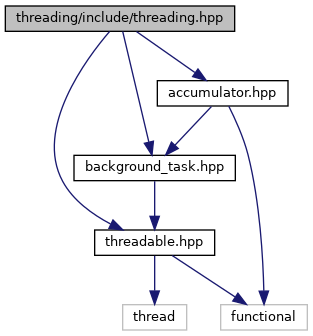 threading/include/threading.hpp
accumulator.hpp
background_task.hpp
threadable.hpp
thread
functional